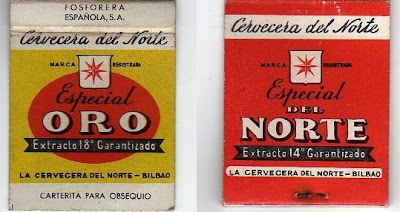 FOSFORERA
ESPAÑOLA, S.A.
Cervecera del Norte
MARCA REGISTRADA
Especial
ORO
Extracto 18° Garantizado
LA CERVECERA DEL NORTE - BILBAO
CARTERITA PARA OBSEQUIO
Cervecera del Norte
MARCA REGISTRADA
Especial
DEL
NORTE
Extracto 14° Garantizado
LA CERVECERA DEL NORTE - BILBAO